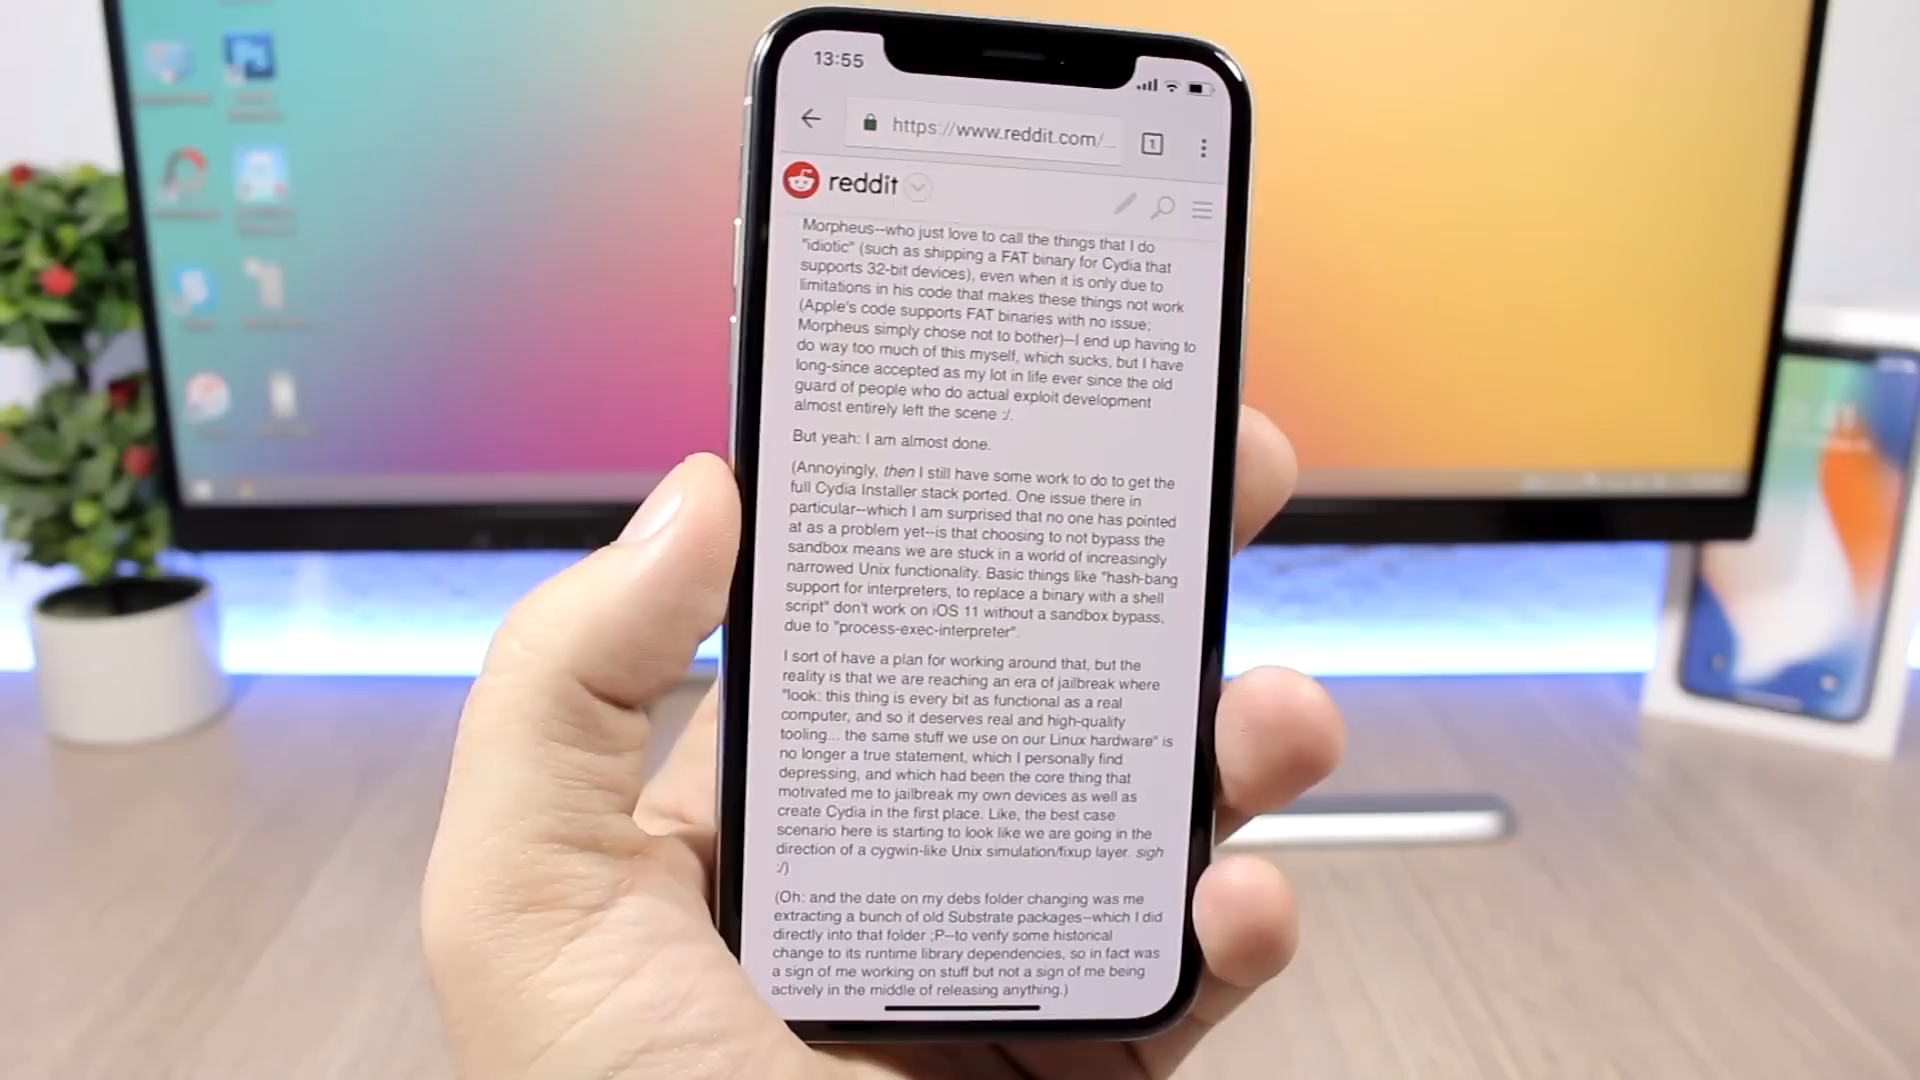 13:55
https://www.reddit.com/...
1
reddit
Morpheus--who just love to call the things that I do
"idiotic" (such as shipping a FAT binary for Cydia that
supports 32-bit devices), even when it is only due to
limitations in his code that makes these things not work
(Apple's code supports FAT binaries with no issue;
Morpheus simply chose not to bother)--I end up having to
do way too much of this myself, which sucks, but I have
long-since accepted as my lot in life ever since the old
guard of people who do actual exploit development
almost entirely left the scene :/.
But yeah: I am almost done.
(Annoyingly, then I still have some work to do to get the
full Cydia Installer stack ported. One issue there in
particular--which I am surprised that no one has pointed
at as a problem yet--is that choosing to not bypass the
sandbox means we are stuck in a world of increasingly
narrowed Unix functionality. Basic things like "hash-bang
support for interpreters, to replace a binary with a shell
script" don't work on iOS 11 without a sandbox bypass,
due to "process-exec-interpreter".
I sort of have a plan for working around that, but the
reality is that we are reaching an era of jailbreak where
"look: this thing is every bit as functional as a real
computer, and so it deserves real and high-quality
tooling... the same stuff we use on our Linux hardware" is
no longer a true statement, which I personally find
depressing, and which had been the core thing that
motivated me to jailbreak my own devices as well as
create Cydia in the first place. Like, the best case
scenario here is starting to look like we are going in the
direction of a cygwin-like Unix simulation/fixup layer. sigh
:/)
(Oh: and the date on my debs folder changing was me
extracting a bunch of old Substrate packages--which I did
directly into that folder ;P--to verify some historical
change to its runtime library dependencies, so in fact was
a sign of me working on stuff but not a sign of me being
actively in the middle of releasing anything.)
Ps